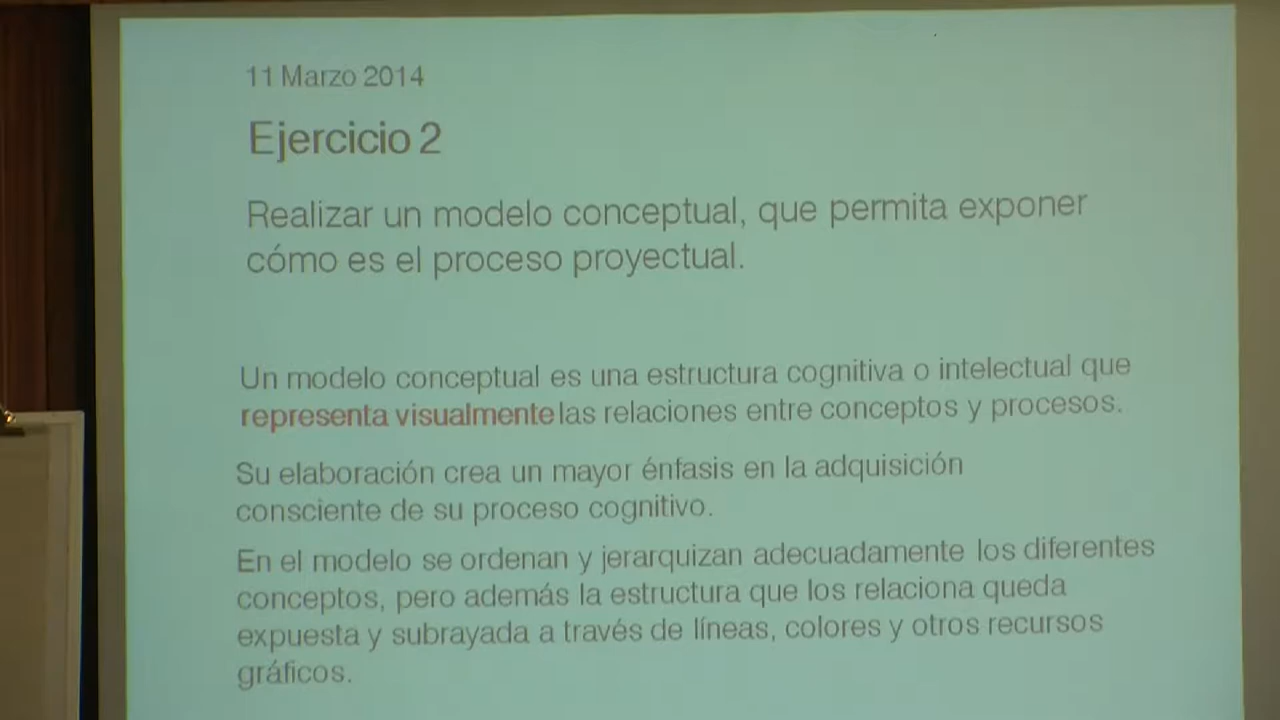 11 Marzo 2014
Ejercicio 2
Realizar un modelo conceptual, que permita exponer
cómo es el proceso proyectual.
Un modelo conceptual es una estructura cognitiva o intelectual que
representa visualmente las relaciones entre conceptos y procesos.
Su elaboración crea un mayor énfasis en la adquisición
consciente de su proceso cognitivo.
En el modelo se ordenan y jerarquizan adecuadamente los diferentes
conceptos, pero además la estructura que los relaciona queda
expuesta y subrayada a través de líneas, colores y otros recursos
gráficos.